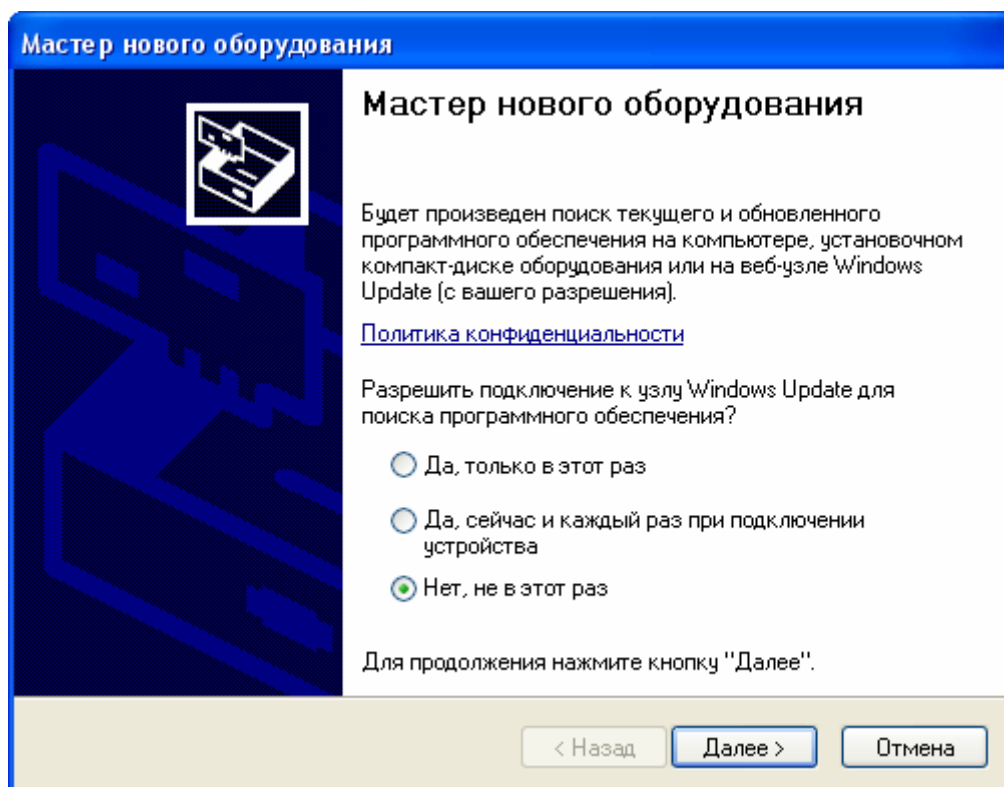 Мастер нового оборудования
Мастер нового оборудования
Будет произведен поиск текущего и обновленного
программного обеспечения на компьютере, установочном
компакт-диске оборудования или на веб-узле Windows
Update (с вашего разрешения).
Политика конфиденциальности
Разрешить подключение к узлу Windows Update для
поиска программного обеспечения?
Да, только в этот раз
Да, сейчас и каждый раз при подключении
устройства
Нет, не в этот раз
Для продолжения нажмите кнопку "Далее".
< Назад Далее > Отмена